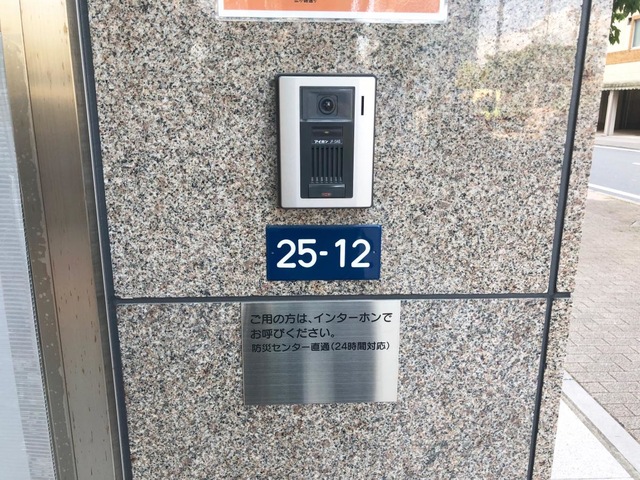 アイホン
25-12
ご用の方は、インターホンで
お呼びください。
防災センター直通(24時間対応)